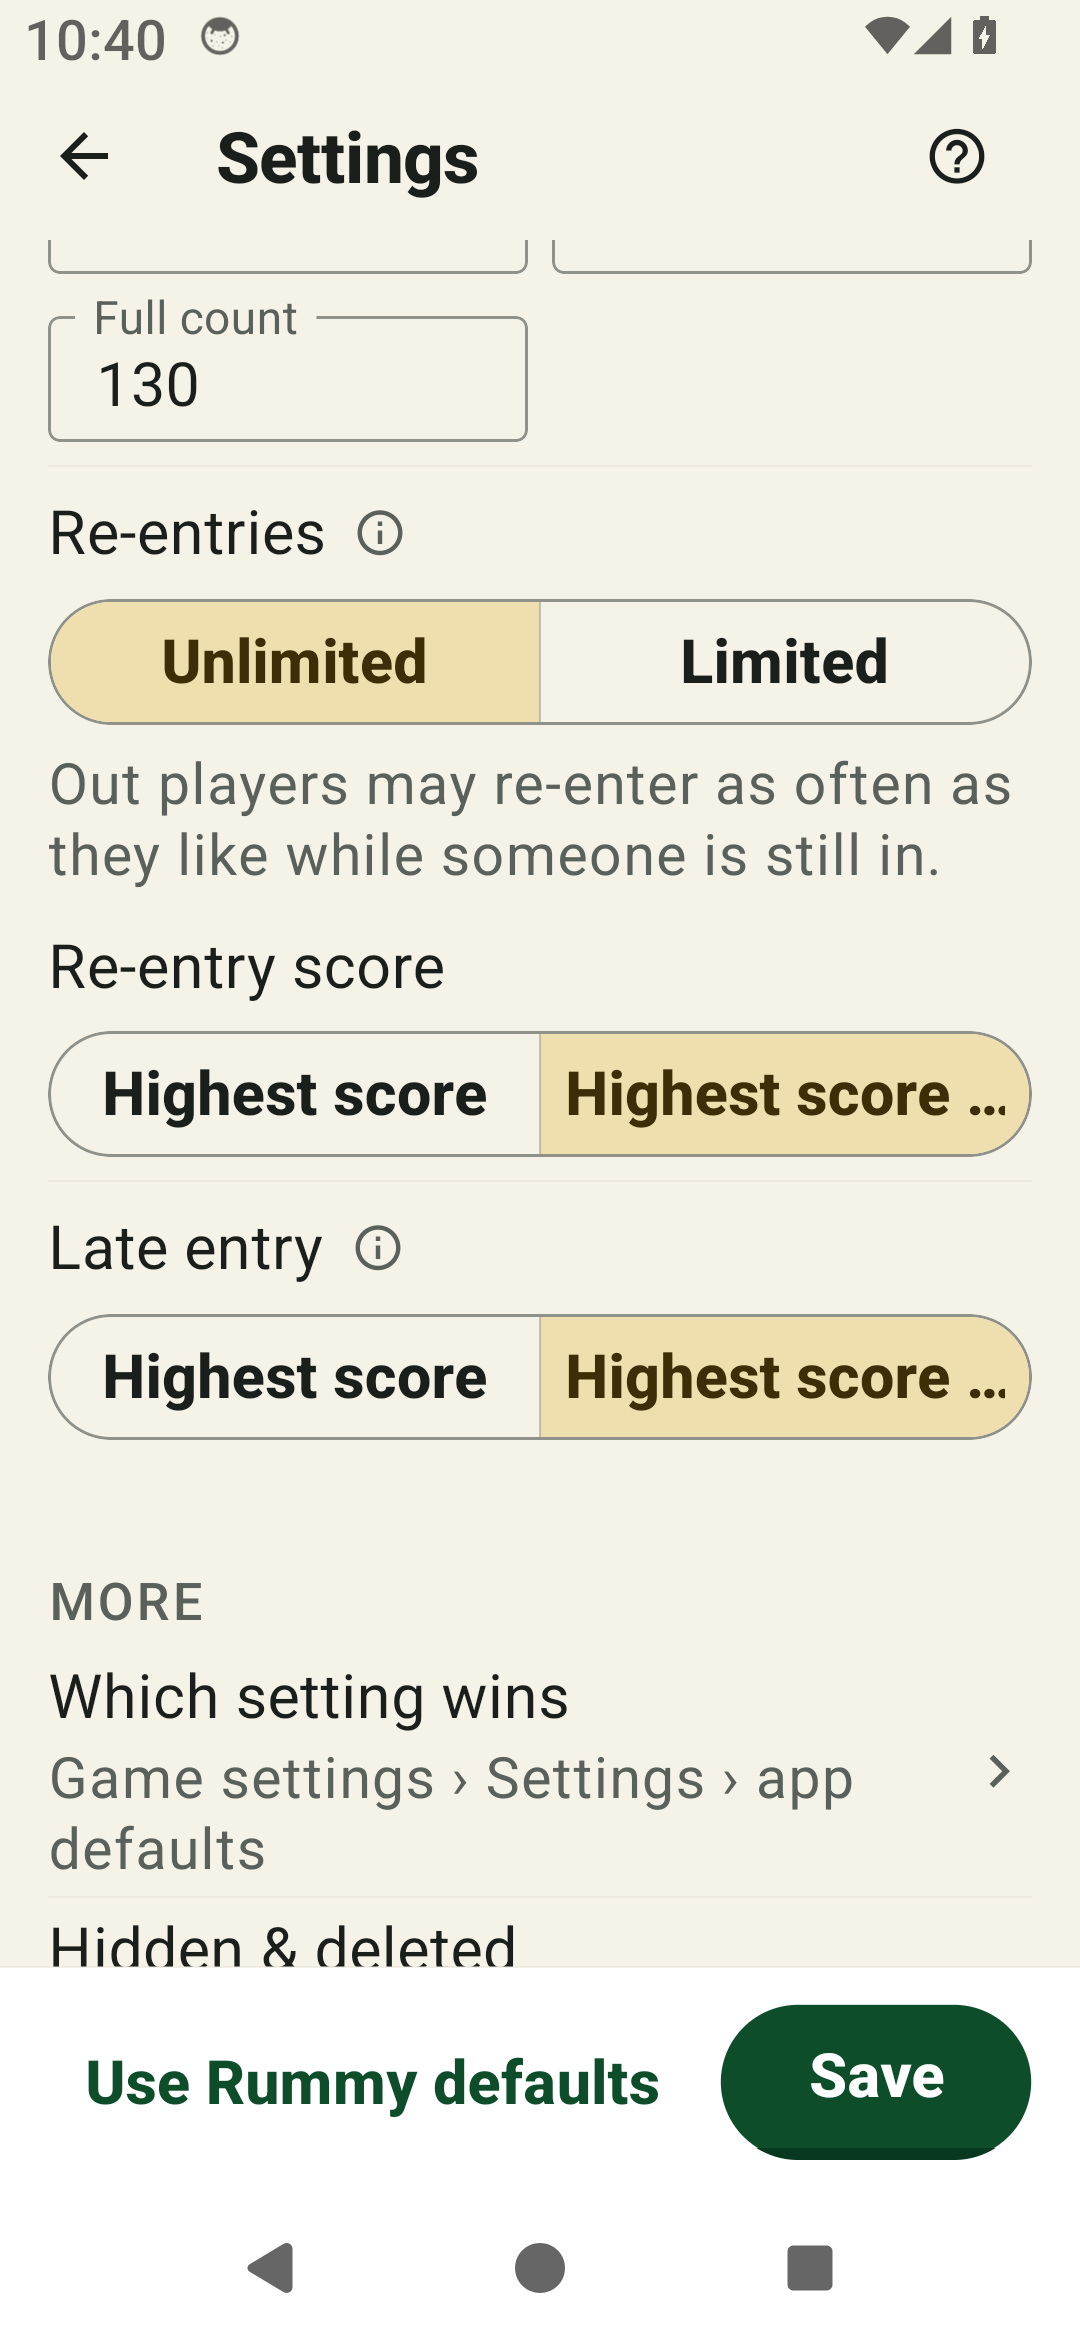 10:40
Settings
Full count
130
Re-entries
Unlimited
Limited
Out players may re-enter as often as
they like while someone is still in.
Re-entry score
Highest score
Highest score ...
Late entry
Highest score
Highest score ...
MORE
Which setting wins
Game settings › Settings › app
defaults
Hidden & deleted
Use Rummy defaults
Save